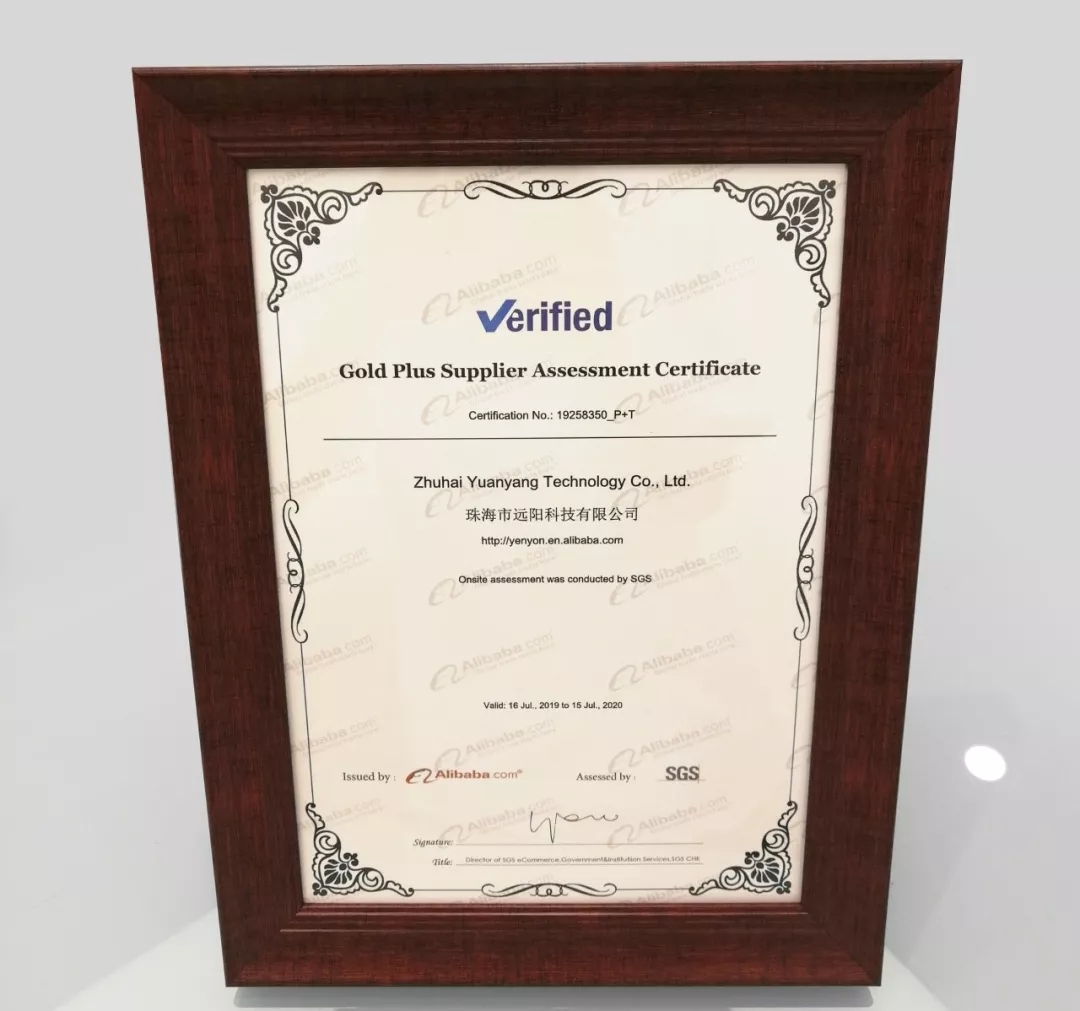 Verified
Gold Plus Supplier Assessment Certificate
Certification No.: 19258350_P+T
Zhuhai Yuanyang Technology Co., Ltd.
珠海市远阳科技有限公司
http://yenyon.en.alibaba.com
Onsite assessment was conducted by SGS
Valid: 16 Jul., 2019 to 15 Jul., 2020
Issued by : Alibaba.com® Assessed by : SGS
Signature:
Title: Director of SGS eCommerce,Government&Institution Services,SGS CHN